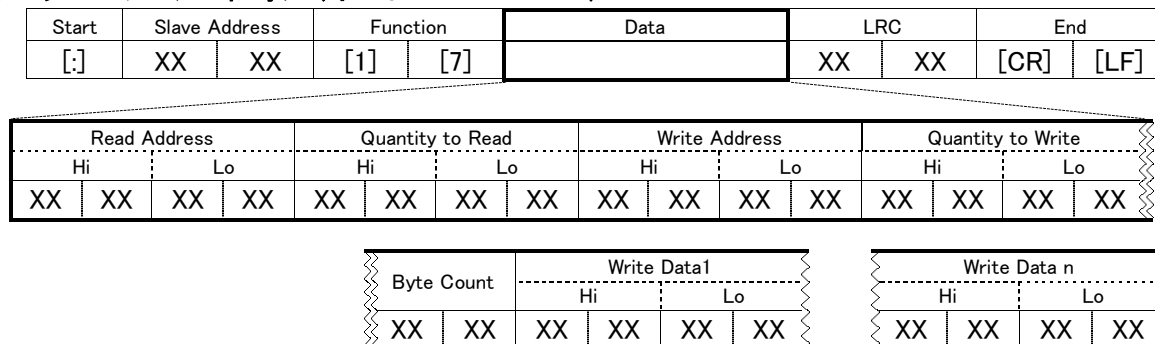 Start Slave Address Function Data LRC End
[:] XX XX [1] [7] XX XX [CR] [LF]
Read Address Quantity to Read Write Address Quantity to Write
Hi Lo Hi Lo Hi Lo Hi Lo
XX XX XX XX XX XX XX XX XX XX XX XX XX XX XX XX
Byte Count Write Data1 Write Data n
Hi Lo Hi Lo
XX XX XX XX XX XX XX XX XX XX